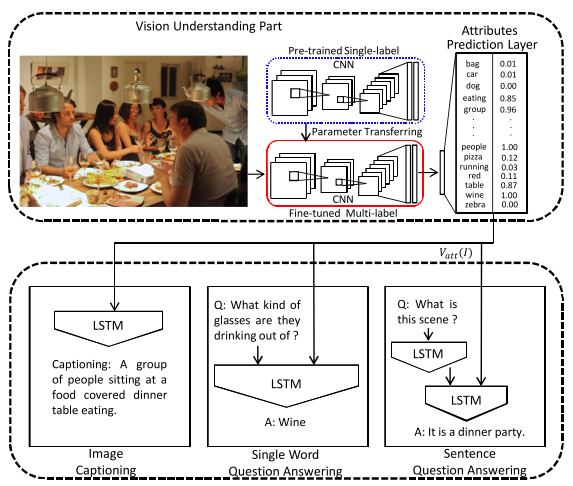 Vision Understanding Part
Attributes
Prediction Layer
Pre-trained Single-label
CNN
Parameter Transferring
CNN
Fine-tuned Multi-label
bag 0.01
car 0.01
dog 0.00
eating 0.85
group 0.96
. .
. .
. .
people 1.00
pizza 0.12
running 0.03
red 0.11
table 0.87
wine 1.00
zebra 0.00
V_att(I)
LSTM
Captioning: A group
of people sitting at a
food covered dinner
table eating.
Image
Captioning
Q: What kind of
glasses are they
drinking out of ?
LSTM
A: Wine
Single Word
Question Answering
Q: What is
this scene ?
LSTM
LSTM
A: It is a dinner party.
Sentence
Question Answering